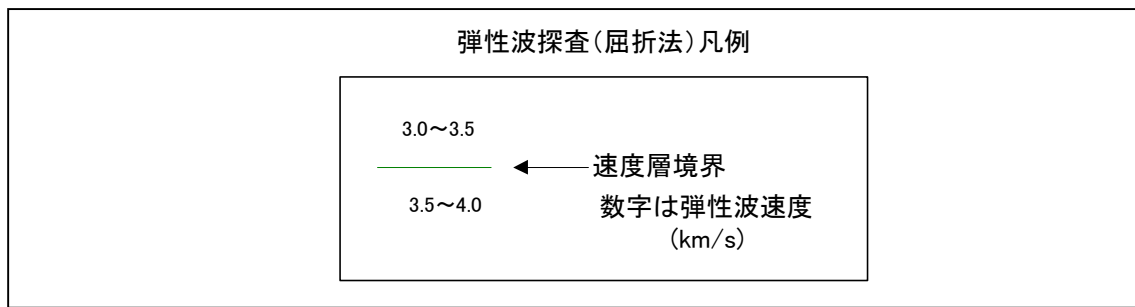 弾性波探査(屈折法)凡例
3.0～3.5
速度層境界
3.5～4.0
数字は弾性波速度
(km/s)